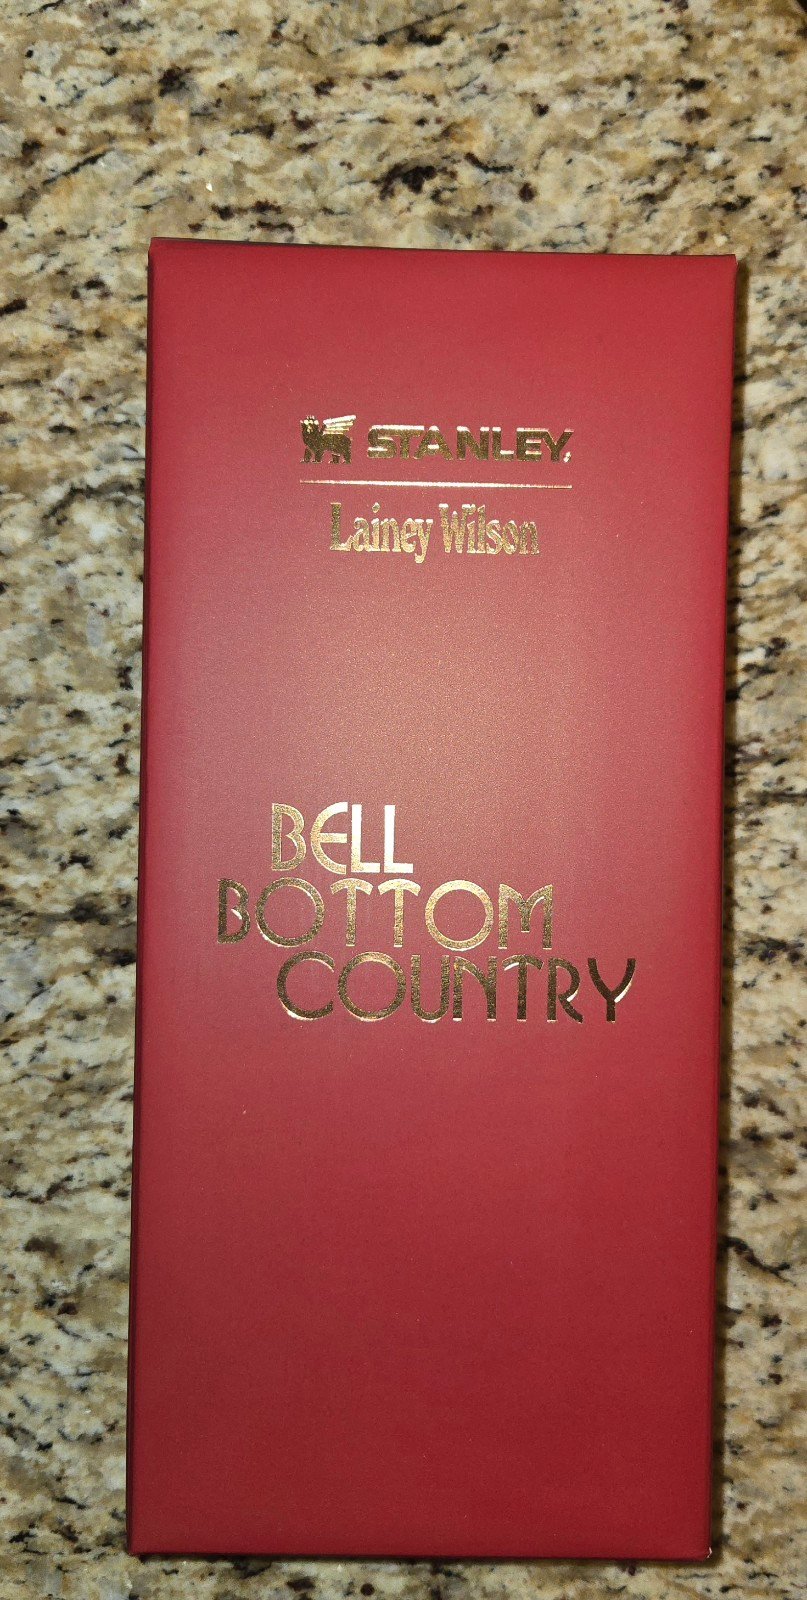 STANLEY.
Lainey Wilson
BELL
BOTTOM
COUNTRY